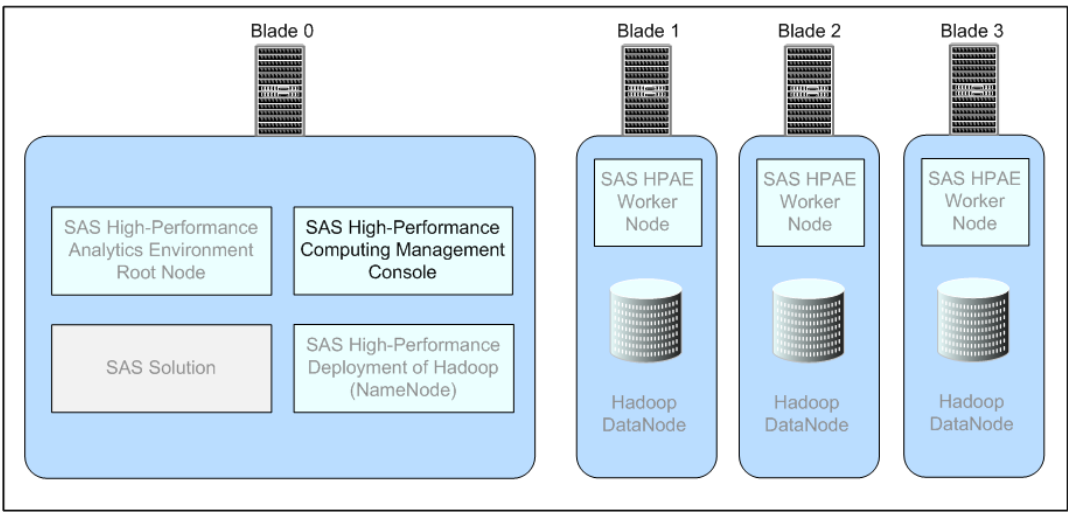 Blade 0
Blade 1
Blade 2
Blade 3
SAS High-Performance
Analytics Environment
Root Node
SAS High-Performance
Computing Management
Console
SAS Solution
SAS High-Performance
Deployment of Hadoop
(NameNode)
SAS HPAE
Worker
Node
Hadoop
DataNode
SAS HPAE
Worker
Node
Hadoop
DataNode
SAS HPAE
Worker
Node
Hadoop
DataNode